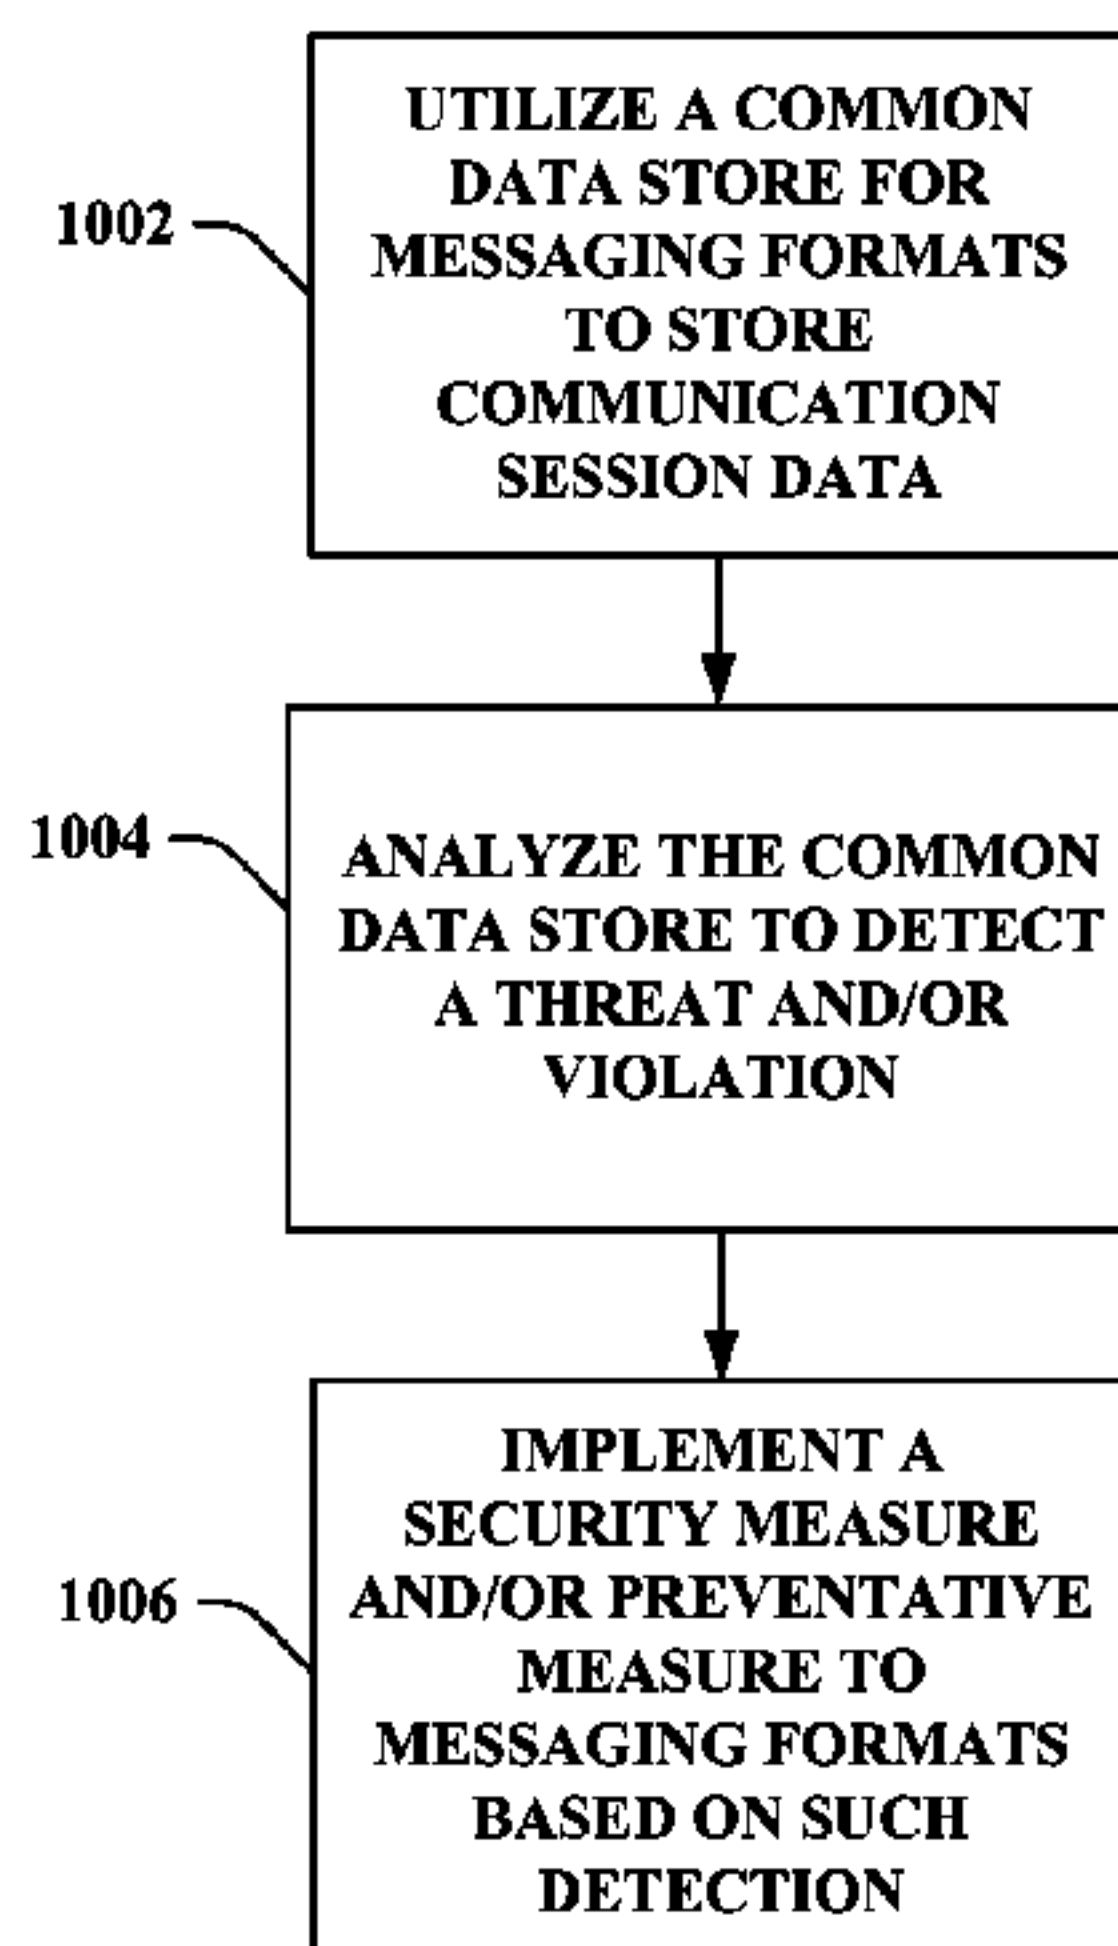 UTILIZE A COMMON
DATA STORE FOR
MESSAGING FORMATS
TO STORE
COMMUNICATION
SESSION DATA
1002
ANALYZE THE COMMON
DATA STORE TO DETECT
A THREAT AND/OR
VIOLATION
1004
IMPLEMENT A
SECURITY MEASURE
AND/OR PREVENTATIVE
MEASURE TO
MESSAGING FORMATS
BASED ON SUCH
DETECTION
1006